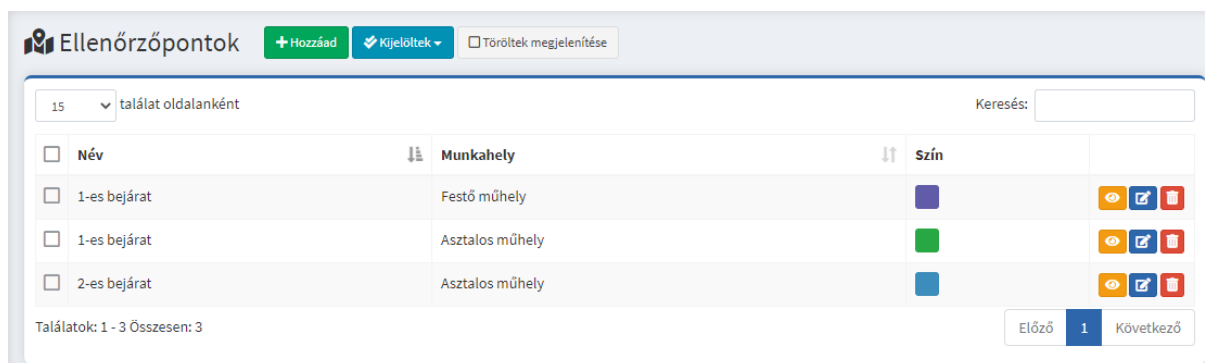 Ellenőrzőpontok Hozzáad Kijelöltek Töröltek megjelenítése
15 találat oldalanként Keresés:
Név Munkahely Szín
1-es bejárat Festő műhely
1-es bejárat Asztalos műhely
2-es bejárat Asztalos műhely
Találatok: 1 - 3 Összesen: 3 Előző 1 Következő